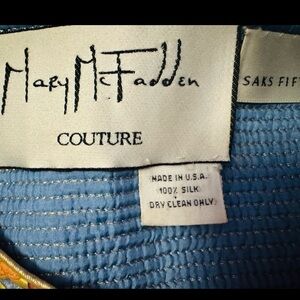 Mary McFadden
COUTURE
SAKS FIF
MADE IN U.S.A.
100% SILK
DRY CLEAN ONLY